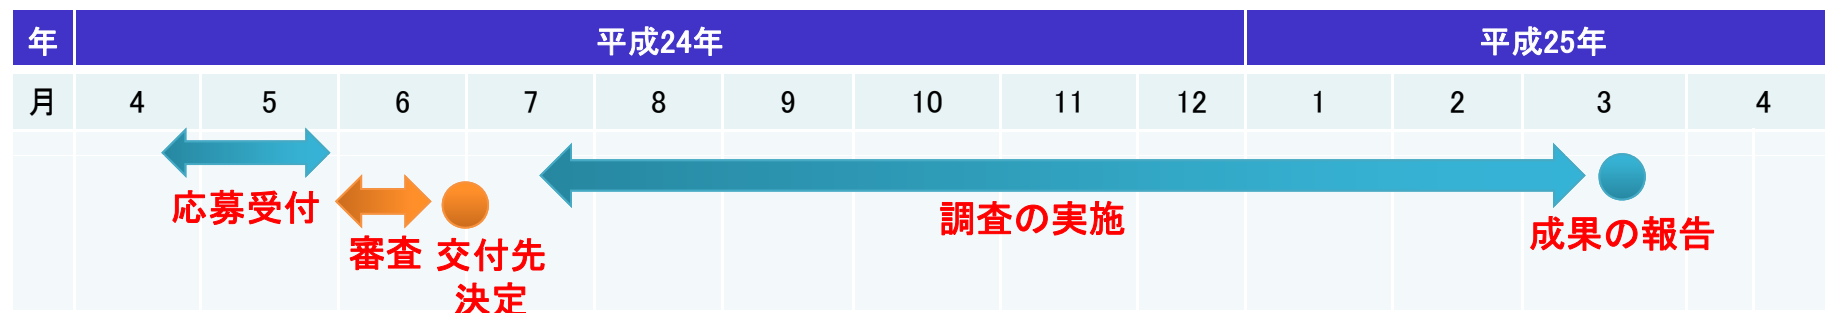 年 平成24年 平成25年
月 4 5 6 7 8 9 10 11 12 1 2 3 4
応募受付
審査
交付先
決定
調査の実施
成果の報告